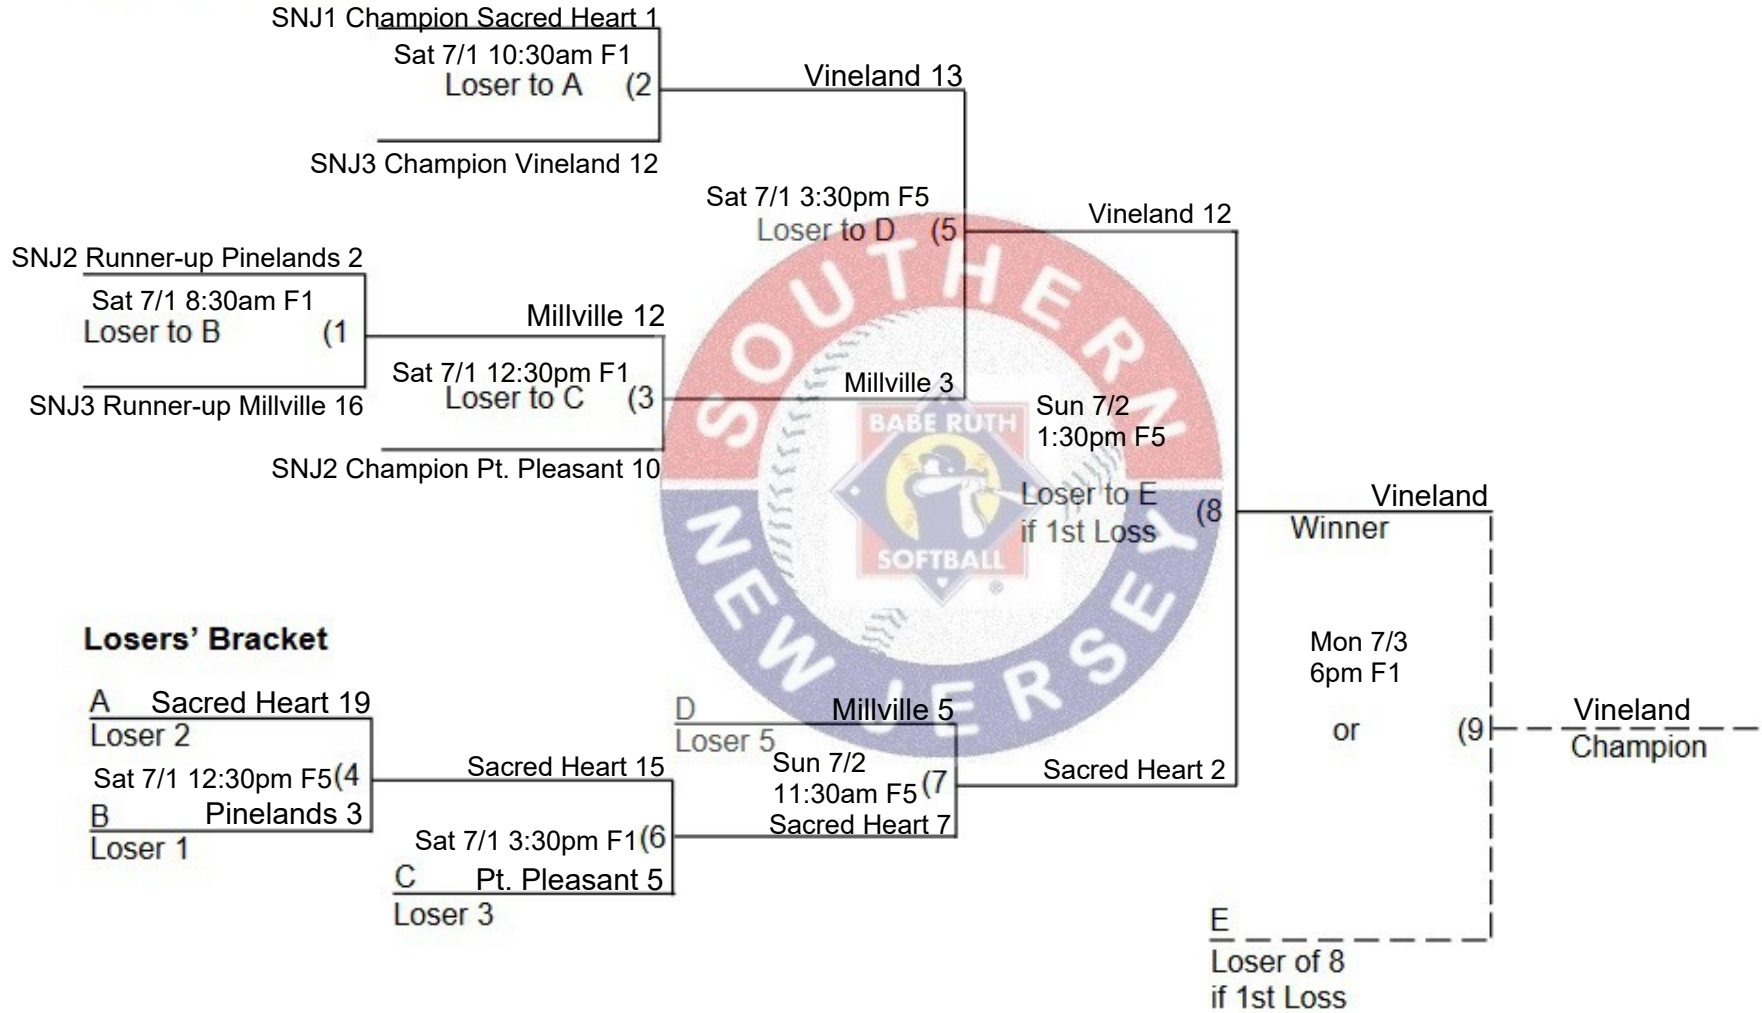 SNJ1 Champion Sacred Heart 1
Sat 7/1 10:30am F1
Loser to A (2
Vineland 13
SNJ3 Champion Vineland 12
Sat 7/1 3:30pm F5
Loser to D (5
Vineland 12
SNJ2 Runner-up Pinelands 2
Sat 7/1 8:30am F1
Loser to B (1
Millville 12
SNJ3 Runner-up Millville 16
Sat 7/1 12:30pm F1
Loser to C (3
Millville 3
SNJ2 Champion Pt. Pleasant 10
SOUTHERN
NEW JERSEY
BABE RUTH
SOFTBALL
®
Sun 7/2
1:30pm F5
Loser to E
if 1st Loss
(8
Vineland
Winner
Mon 7/3
6pm F1
or (9
Vineland
Champion
Losers’ Bracket
A Sacred Heart 19
Loser 2
Sat 7/1 12:30pm F5(4
B Pinelands 3
Loser 1
Sacred Heart 15
Sat 7/1 3:30pm F1(6
C Pt. Pleasant 5
Loser 3
D Millville 5
Loser 5
Sun 7/2
11:30am F5 (7
Sacred Heart 7
Sacred Heart 2
E
Loser of 8
if 1st Loss